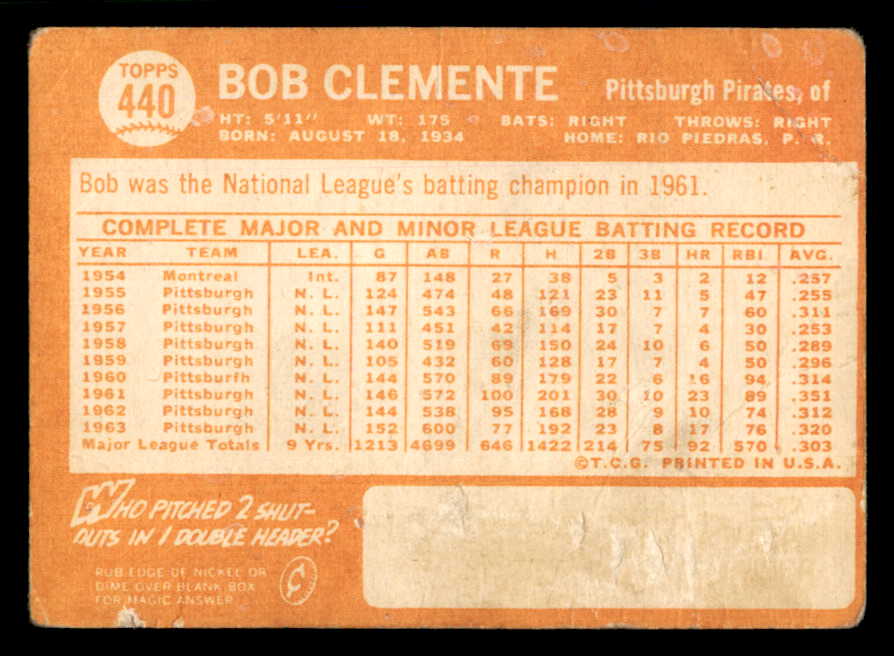 TOPPS
440
BOB CLEMENTE Pittsburgh Pirates, of
HT: 5'11" WT: 175 BATS: RIGHT THROWS: RIGHT
BORN: AUGUST 18, 1934 HOME: RIO PIEDRAS, P. R.
Bob was the National League's batting champion in 1961.
COMPLETE MAJOR AND MINOR LEAGUE BATTING RECORD
YEAR TEAM LEA. G AB R H 2B 3B HR RBI AVG.
1954 Montreal Int. 87 148 27 38 5 3 2 12 .257
1955 Pittsburgh N. L. 124 474 48 121 23 11 5 47 .255
1956 Pittsburgh N. L. 147 543 66 169 30 7 7 60 .311
1957 Pittsburgh N. L. 111 451 42 114 17 7 4 30 .253
1958 Pittsburgh N. L. 140 519 69 150 24 10 6 50 .289
1959 Pittsburgh N. L. 105 432 60 128 17 7 4 50 .296
1960 Pittsburfh N. L. 144 570 89 179 22 6 16 94 .314
1961 Pittsburgh N. L. 146 572 100 201 30 10 23 89 .351
1962 Pittsburgh N. L. 144 538 95 168 28 9 10 74 .312
1963 Pittsburgh N. L. 152 600 77 192 23 8 17 76 .320
Major League Totals 9 Yrs. 1213 4699 646 1422 214 75 92 570 .303
©T.C.G. PRINTED IN U.S.A.
WHO PITCHED 2 SHUT-
OUTS IN 1 DOUBLE HEADER?
RUB EDGE OF NICKEL OR
DIME OVER BLANK BOX
FOR MAGIC ANSWER